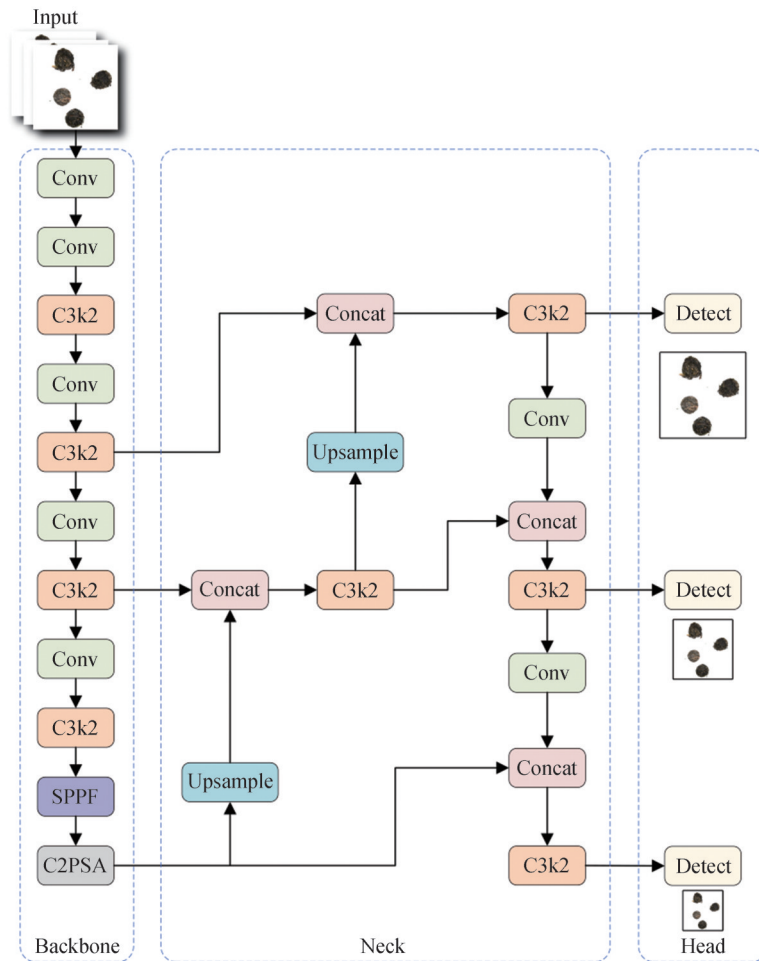 Input
Conv
Conv
C3k2
Conv
C3k2
Conv
C3k2
Conv
C3k2
SPPF
C2PSA
Backbone
Concat
C3k2
Detect
Upsample
Conv
Concat
Concat
C3k2
C3k2
Detect
Conv
Upsample
Concat
C3k2
Detect
Neck
Head